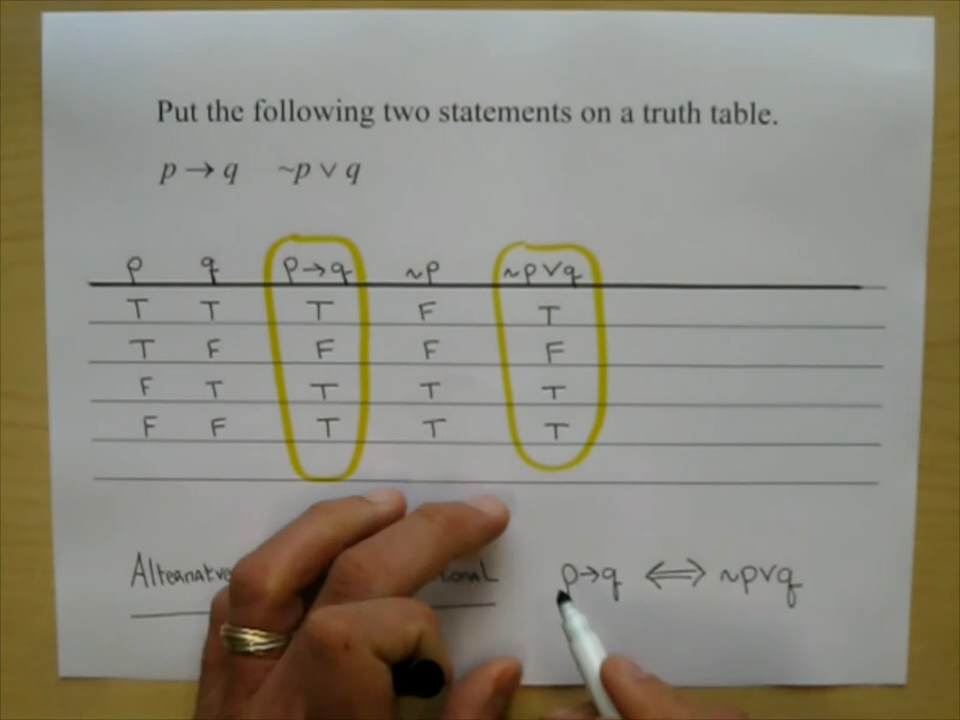 Put the following two statements on a truth table.
p → q ~p ∨ q
p q p→q ~p ~p∨q
T T T F T
T F F F F
F T T T T
F F T T T
p→q ⟺ ~p∨q